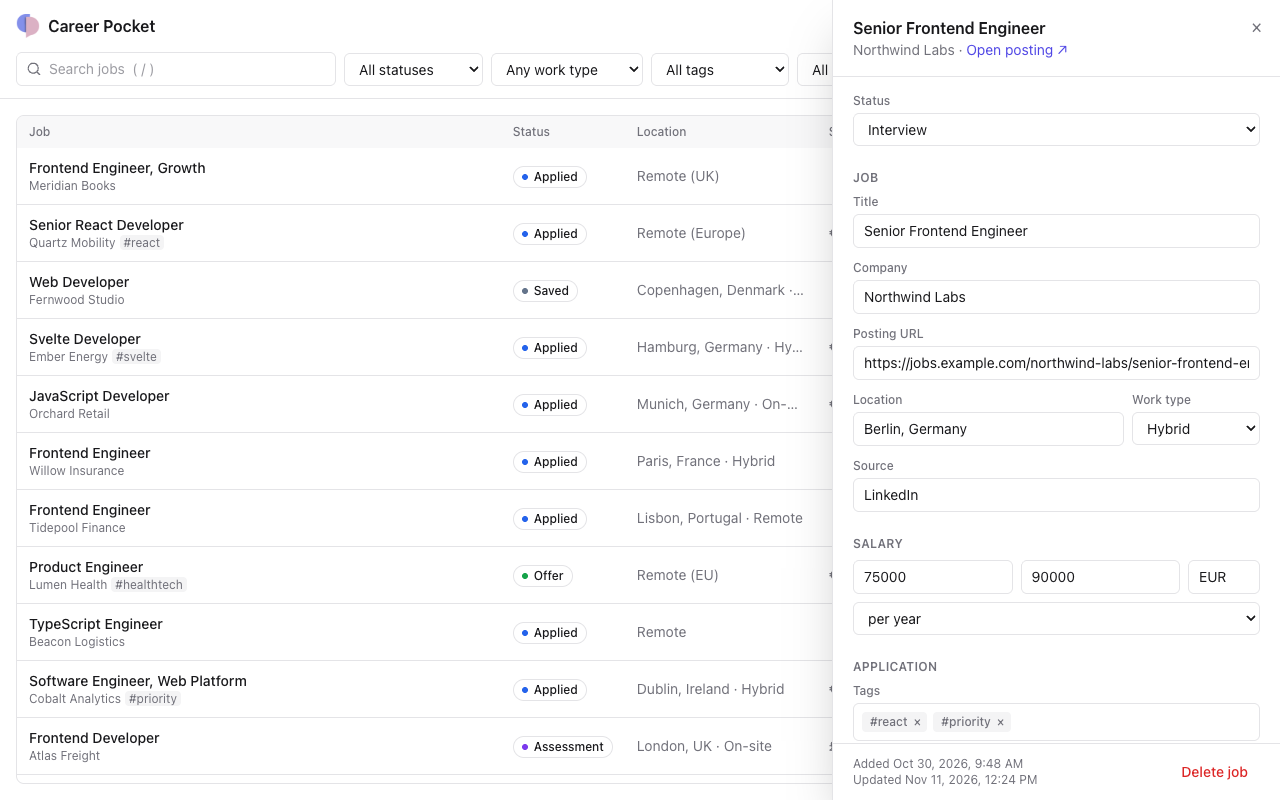 Career Pocket
Search jobs ( / )
All statuses
Any work type
All tags
All
Job Status Location
Frontend Engineer, Growth
Meridian Books
Applied
Remote (UK)
Senior React Developer
Quartz Mobility #react
Applied
Remote (Europe)
Web Developer
Fernwood Studio
Saved
Copenhagen, Denmark ·...
Svelte Developer
Ember Energy #svelte
Applied
Hamburg, Germany · Hy...
JavaScript Developer
Orchard Retail
Applied
Munich, Germany · On-...
Frontend Engineer
Willow Insurance
Applied
Paris, France · Hybrid
Frontend Engineer
Tidepool Finance
Applied
Lisbon, Portugal · Remote
Product Engineer
Lumen Health #healthtech
Offer
Remote (EU)
TypeScript Engineer
Beacon Logistics
Applied
Remote
Software Engineer, Web Platform
Cobalt Analytics #priority
Applied
Dublin, Ireland · Hybrid
Frontend Developer
Atlas Freight
Assessment
London, UK · On-site
Senior Frontend Engineer
×
Northwind Labs · Open posting ↗
Status
Interview
JOB
Title
Senior Frontend Engineer
Company
Northwind Labs
Posting URL
https://jobs.example.com/northwind-labs/senior-frontend-e
Location Work type
Berlin, Germany Hybrid
Source
LinkedIn
SALARY
75000 90000 EUR
per year
APPLICATION
Tags
#react × #priority ×
Added Oct 30, 2026, 9:48 AM
Updated Nov 11, 2026, 12:24 PM
Delete job